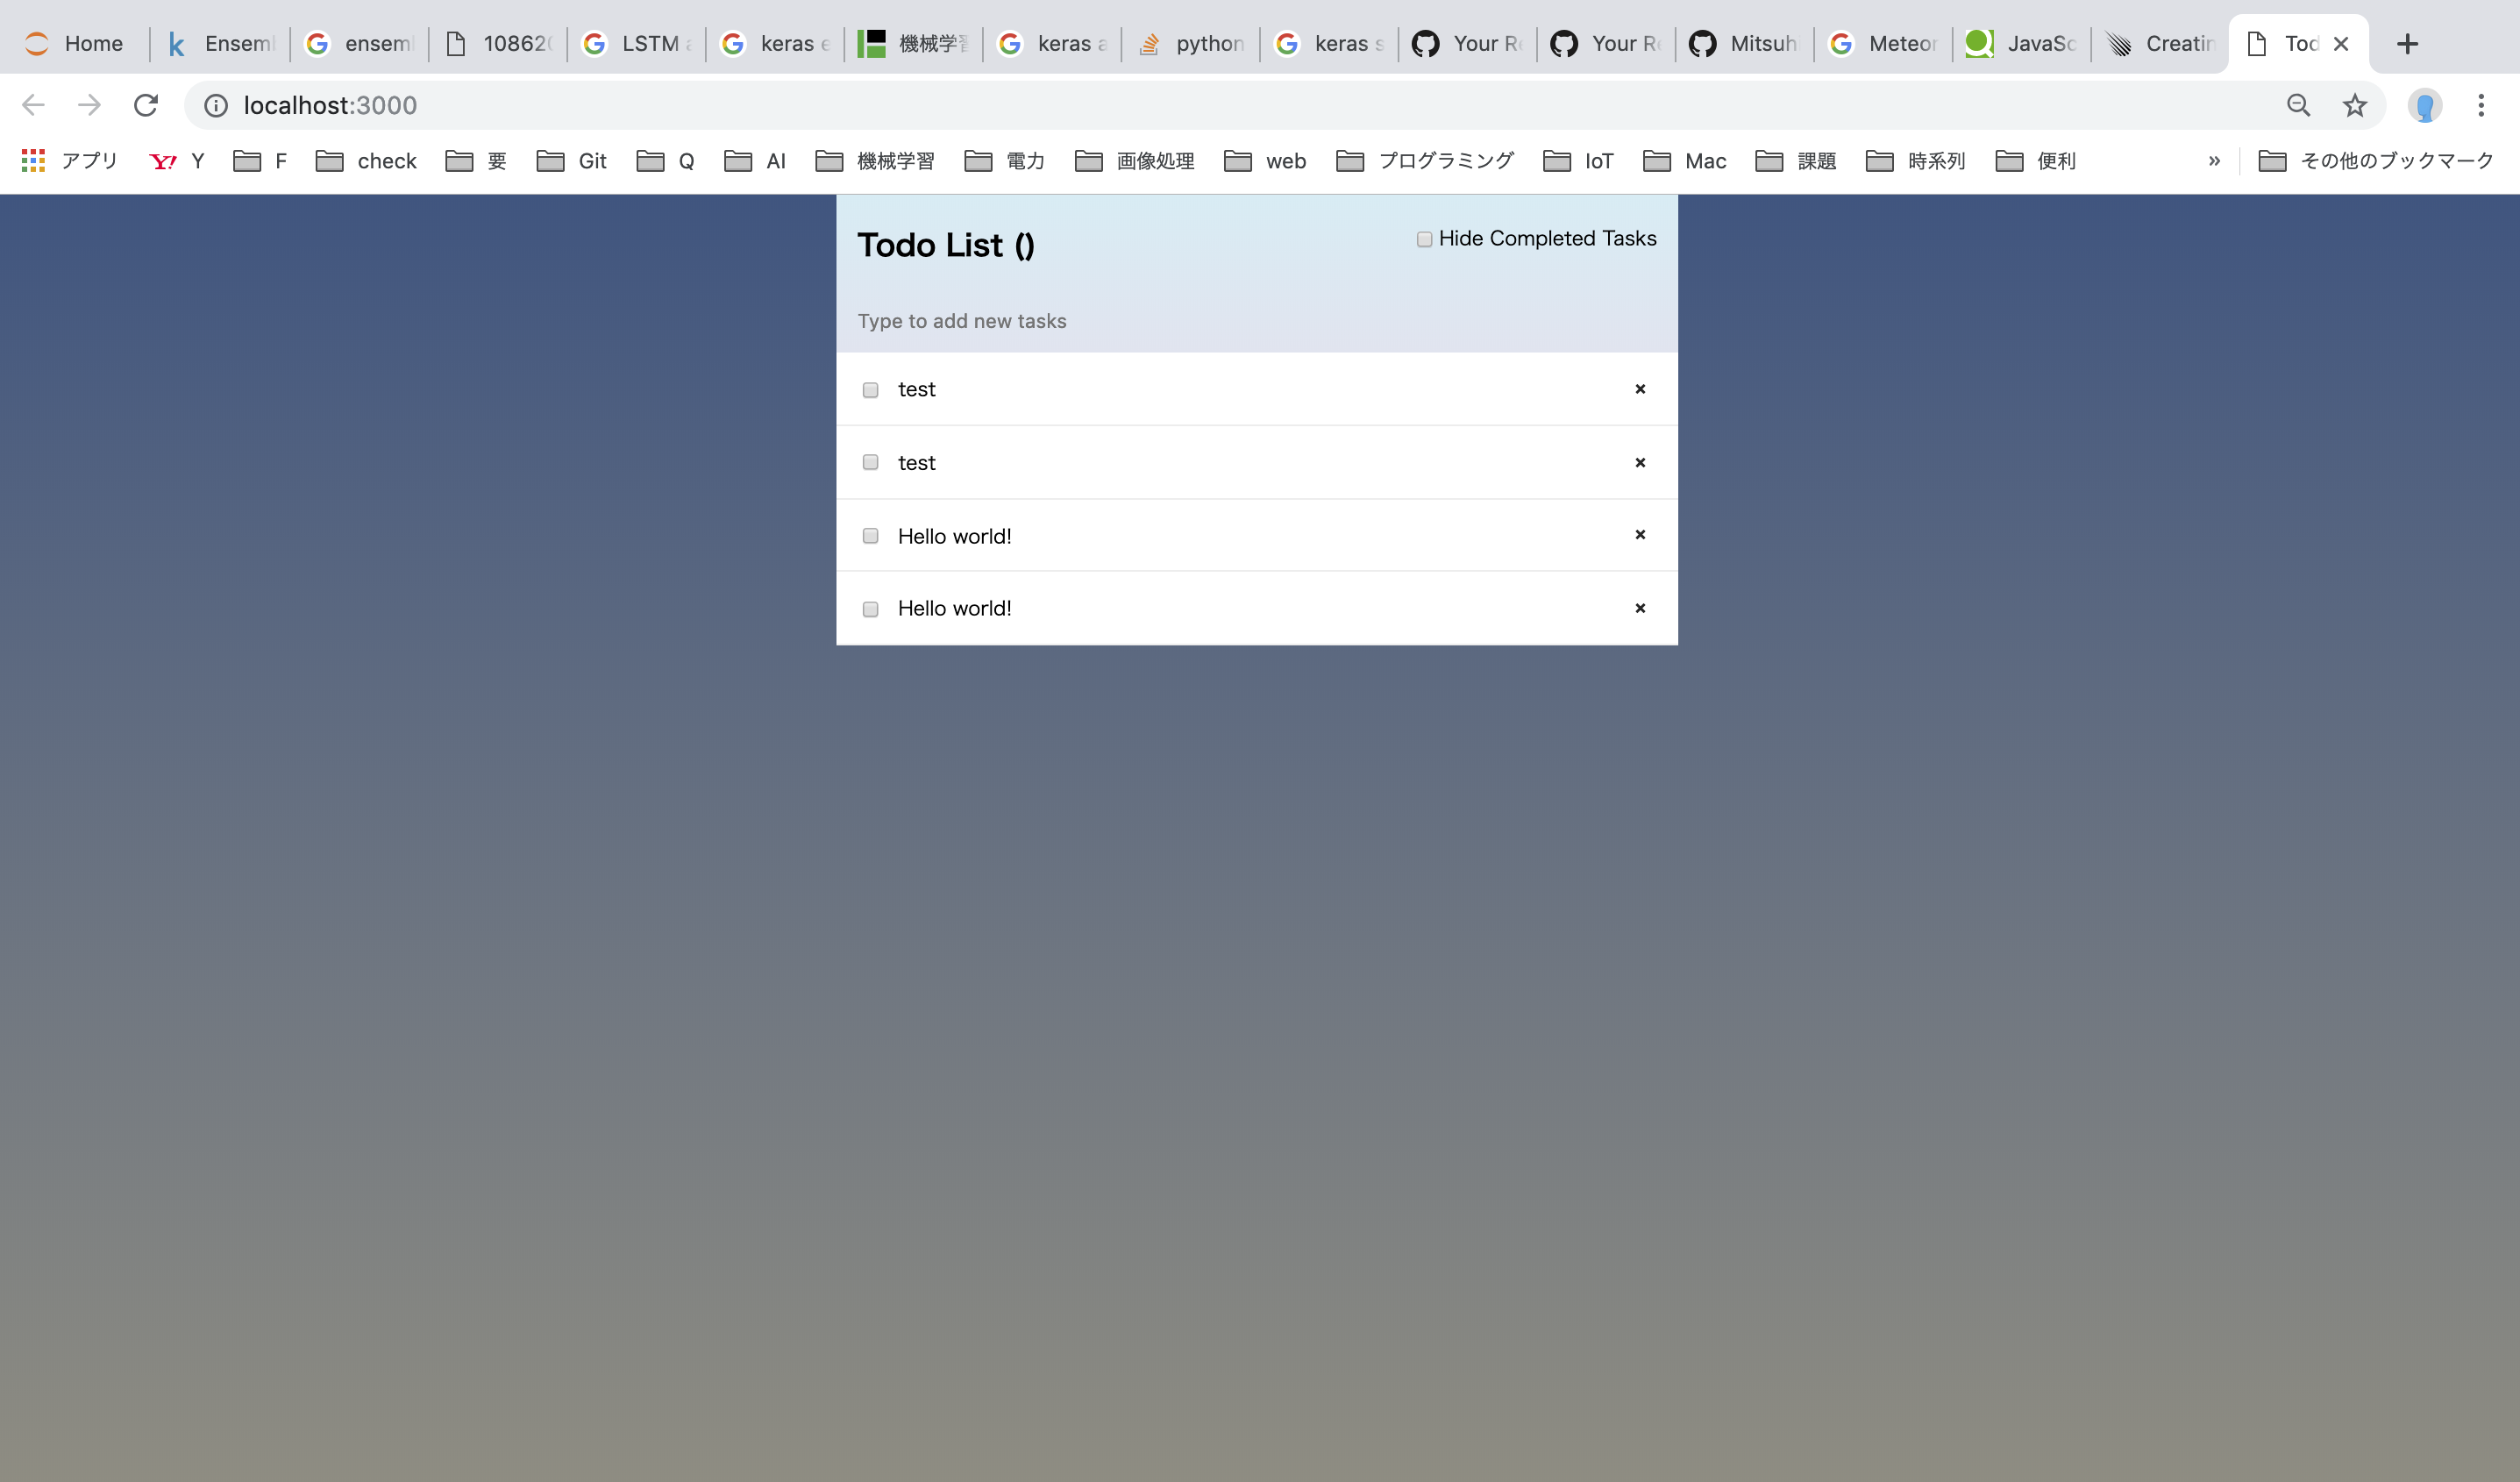 Home Ensem ensem 10862 LSTM keras 機械学 keras python keras Your Your Mitsuh Meteor JavaSc Creatin Tod
localhost:3000
アプリ Y! Y F check 要 Git Q AI 機械学習 電力 画像処理 web プログラミング IoT Mac 課題 時系列 便利 » その他のブックマーク
Todo List ()
Hide Completed Tasks
Type to add new tasks
test
test
Hello world!
Hello world!